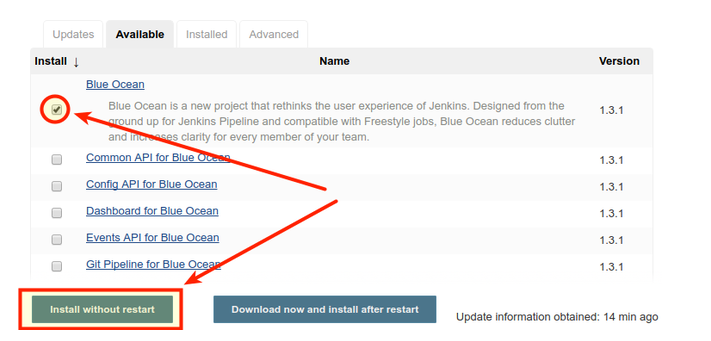 Updates Available Installed Advanced
Install ↓ Name Version
Blue Ocean
Blue Ocean is a new project that rethinks the user experience of Jenkins. Designed from the
ground up for Jenkins Pipeline and compatible with Freestyle jobs, Blue Ocean reduces clutter
and increases clarity for every member of your team.
1.3.1
Common API for Blue Ocean 1.3.1
Config API for Blue Ocean 1.3.1
Dashboard for Blue Ocean 1.3.1
Events API for Blue Ocean 1.3.1
Git Pipeline for Blue Ocean 1.3.1
Install without restart Download now and install after restart Update information obtained: 14 min ago